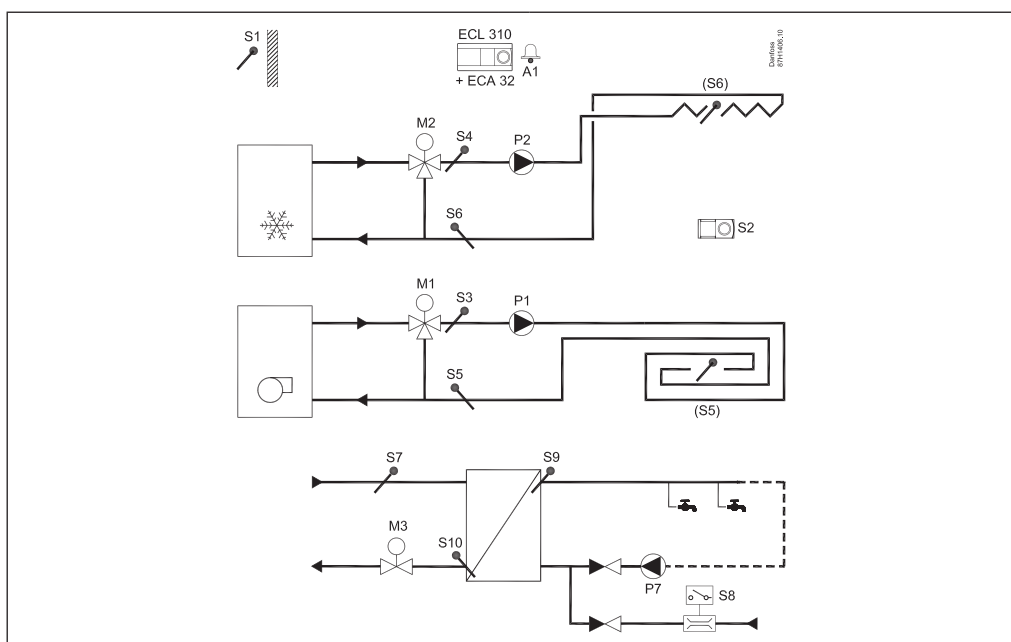 S1
ECL 310
+ ECA 32
A1
Danfoss
87H1406.10
(S6)
M2
S4
P2
S6
S2
M1
S3
P1
S5
(S5)
S7
S9
M3
S10
P7
S8